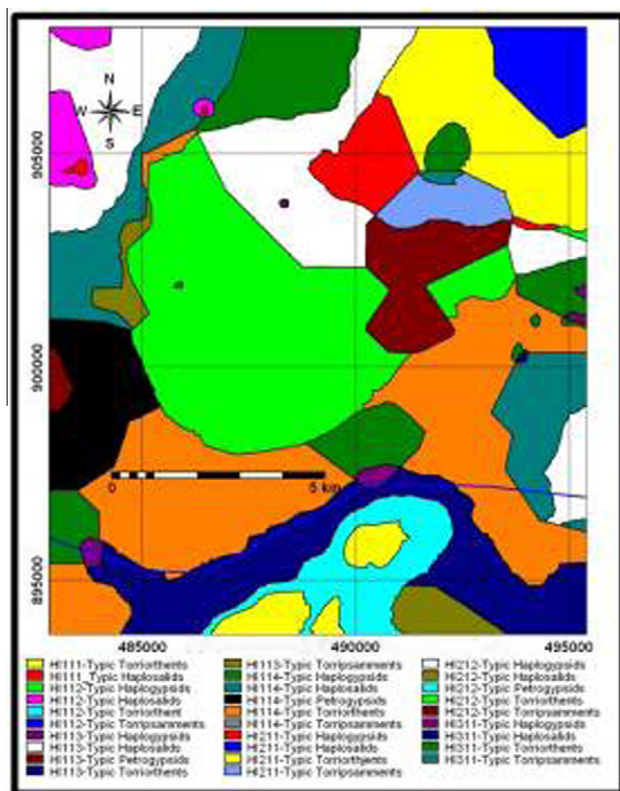 N
W E
S
905000
900000
895000
0 5 km
485000 490000 495000
HI111-Typic Torriorthents
HI111_Typic Haplosalids
HI112-Typic Haplogypsids
HI112-Typic Haplosalids
HI112-Typic Torriorthent
HI112-Typic Torripsamments
HI113-Typic Haplogypsids
HI113-Typic Haplosalids
HI113-Typic Petrogypsids
HI113-Typic Torriorthents
HI113-Typic Torripsamments
HI114-Typic Haplogypsids
HI114-Typic Haplosalids
HI114-Typic Petrogypsids
HI114-Typic Torriorthents
HI114-Typic Torripsamments
HI211-Typic Haplogypsids
HI211-Typic Haplosalids
HI211-Typic Torriorthjents
HI211-Typic Torripsamments
HI212-Typic Haplogypsids
HI212-Typic Haplosalids
HI212-Typic Petrogypsids
HI212-Typic Torriorthents
HI212-Typic Torripsamments
HI311-Typic Haplogypsids
HI311-Typic Haplosalids
HI311-Typic Torriorthents
HI311-Typic Torripsamments